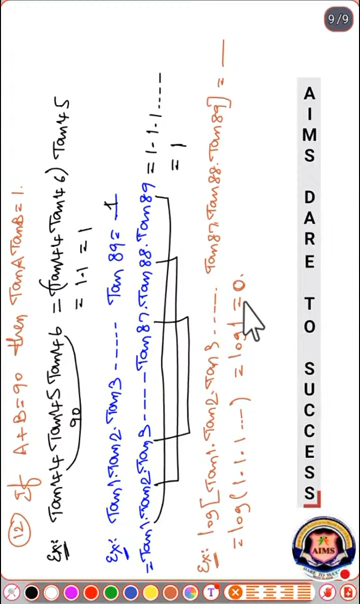 9/9
(12) If A+B=90 then TanA TanB=1.
Ex: Tan44 Tan45 Tan46 = (Tan44 Tan46) Tan45
90
= 1·1 = 1
Ex: Tan1·Tan2·Tan3 ----- Tan 89 = 1
=Tan1·Tan2·Tan3 ---- Tan87·Tan88·Tan89 = 1·1·1.....
= 1
Ex: log[Tan1·Tan2·Tan3 ----- Tan87·Tan88·Tan89] = —
= log(1·1·1···) = log1 = 0.
AIMS DARE TO SUCCESS
AIMS